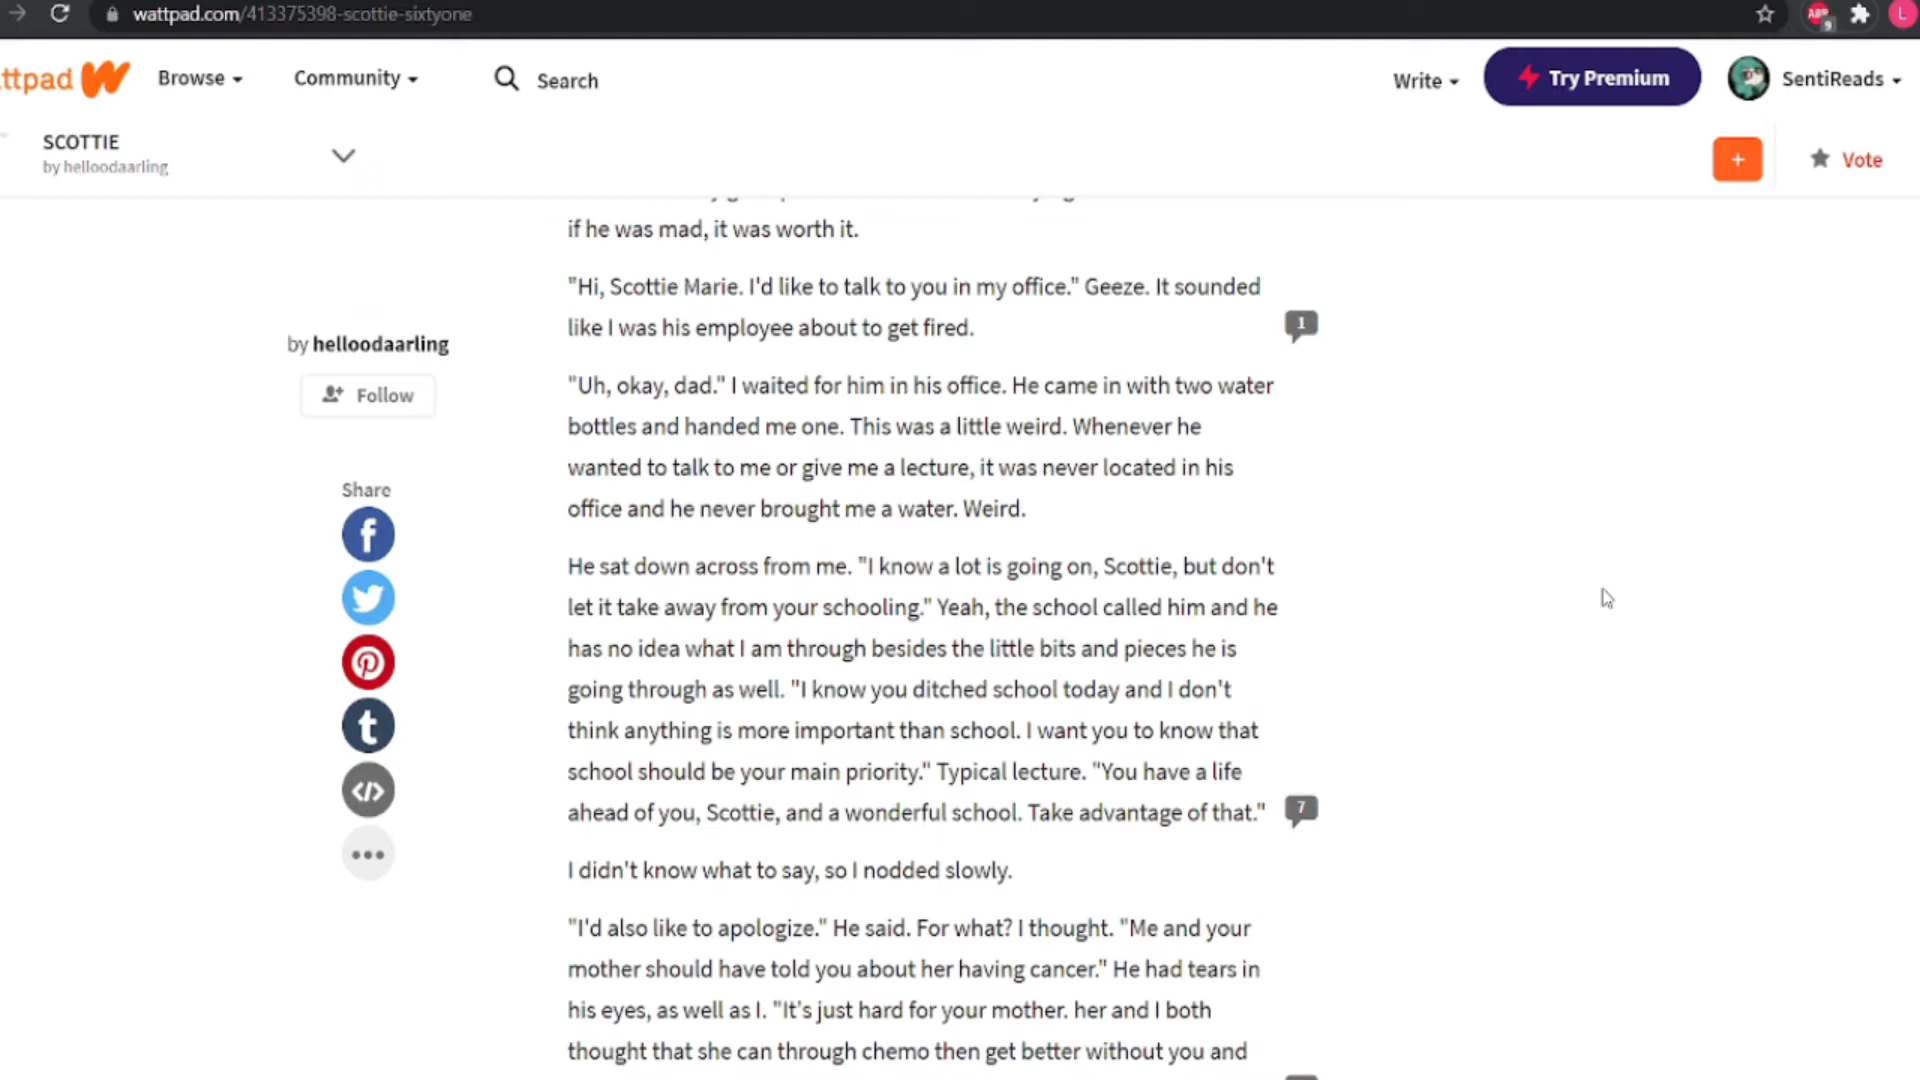 wattpad.com/413375398-scottie-sixtyone
ABP
9
L
ttpad
Browse
Community
Search
Write
Try Premium
SentiReads
SCOTTIE
by helloodaarling
+
Vote
if he was mad, it was worth it.
"Hi, Scottie Marie. I'd like to talk to you in my office." Geeze. It sounded
like I was his employee about to get fired.
1
by helloodaarling
Follow
"Uh, okay, dad." I waited for him in his office. He came in with two water
bottles and handed me one. This was a little weird. Whenever he
wanted to talk to me or give me a lecture, it was never located in his
office and he never brought me a water. Weird.
Share
He sat down across from me. "I know a lot is going on, Scottie, but don't
let it take away from your schooling." Yeah, the school called him and he
has no idea what I am through besides the little bits and pieces he is
going through as well. "I know you ditched school today and I don't
think anything is more important than school. I want you to know that
school should be your main priority." Typical lecture. "You have a life
ahead of you, Scottie, and a wonderful school. Take advantage of that."
7
I didn't know what to say, so I nodded slowly.
"I'd also like to apologize." He said. For what? I thought. "Me and your
mother should have told you about her having cancer." He had tears in
his eyes, as well as I. "It's just hard for your mother. her and I both
thought that she can through chemo then get better without you and